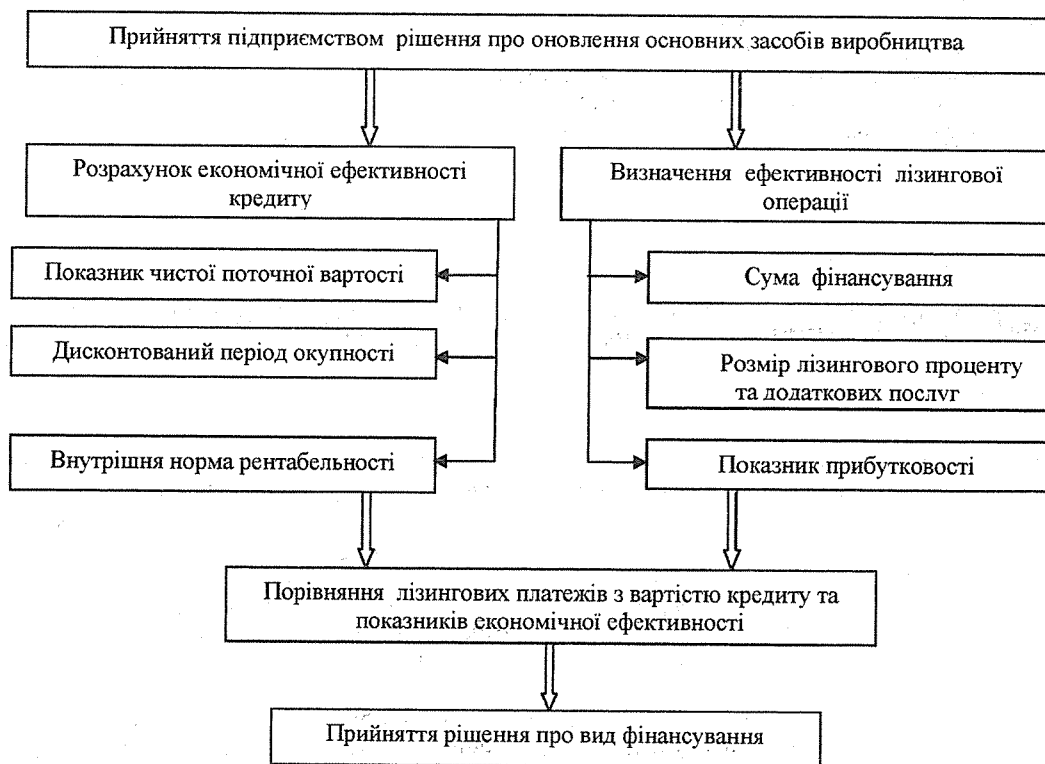 Прийняття підприємством рішення про оновлення основних засобів виробництва
Розрахунок економічної ефективності
кредиту
Визначення ефективності лізингової
операції
Показник чистої поточної вартості
Сума фінансування
Дисконтований період окупності
Розмір лізингового проценту
та додаткових послуг
Внутрішня норма рентабельності
Показник прибутковості
Порівняння лізингових платежів з вартістю кредиту та
показників економічної ефективності
Прийняття рішення про вид фінансування